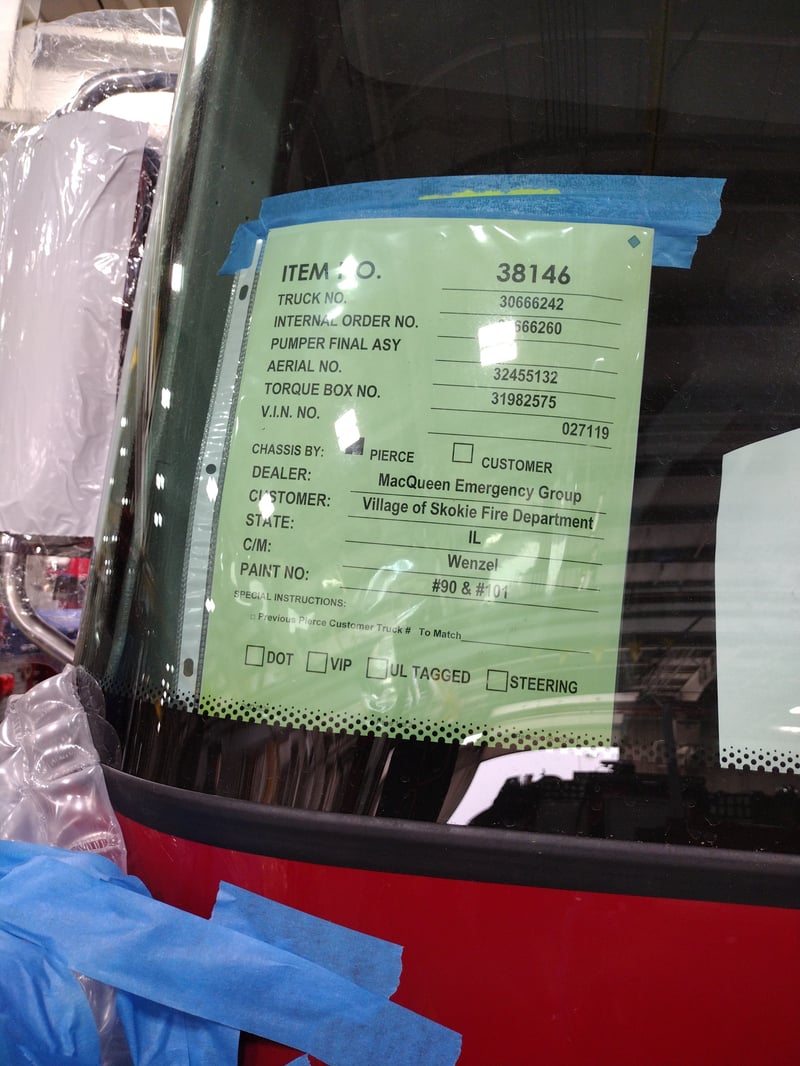 ITEM NO. 38146
TRUCK NO. 30666242
INTERNAL ORDER NO.
PUMPER FINAL ASY
AERIAL NO. 32455132
TORQUE BOX NO. 31982575
V.I.N. NO. 027119
CHASSIS BY: PIERCE CUSTOMER
DEALER: MacQueen Emergency Group
CUSTOMER: Village of Skokie Fire Department
STATE: IL
C/M: Wenzel
PAINT NO: #90 & #101
SPECIAL INSTRUCTIONS:
Previous Pierce Customer Truck # To Match
DOT VIP UL TAGGED STEERING